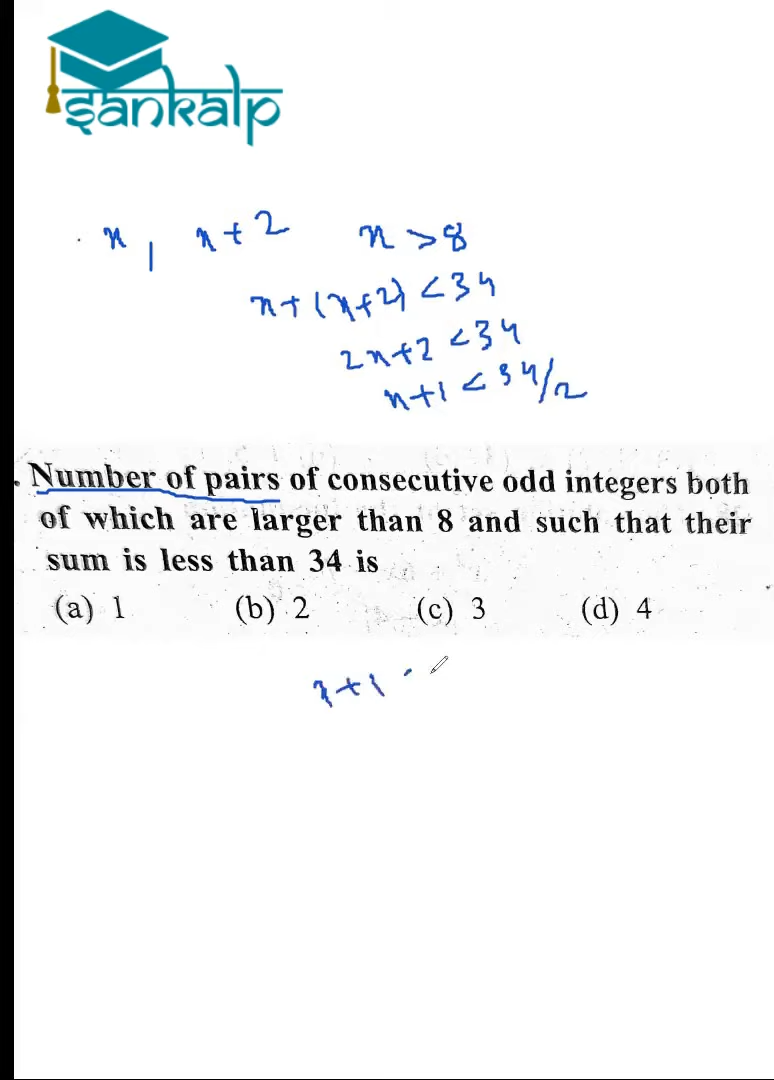 sankalp
x, x+2 x > 8
x + (x+2) < 34
2x+2 < 34
x+1 < 34/2
. Number of pairs of consecutive odd integers both
of which are larger than 8 and such that their
sum is less than 34 is
(a) 1 (b) 2 (c) 3 (d) 4
x+1